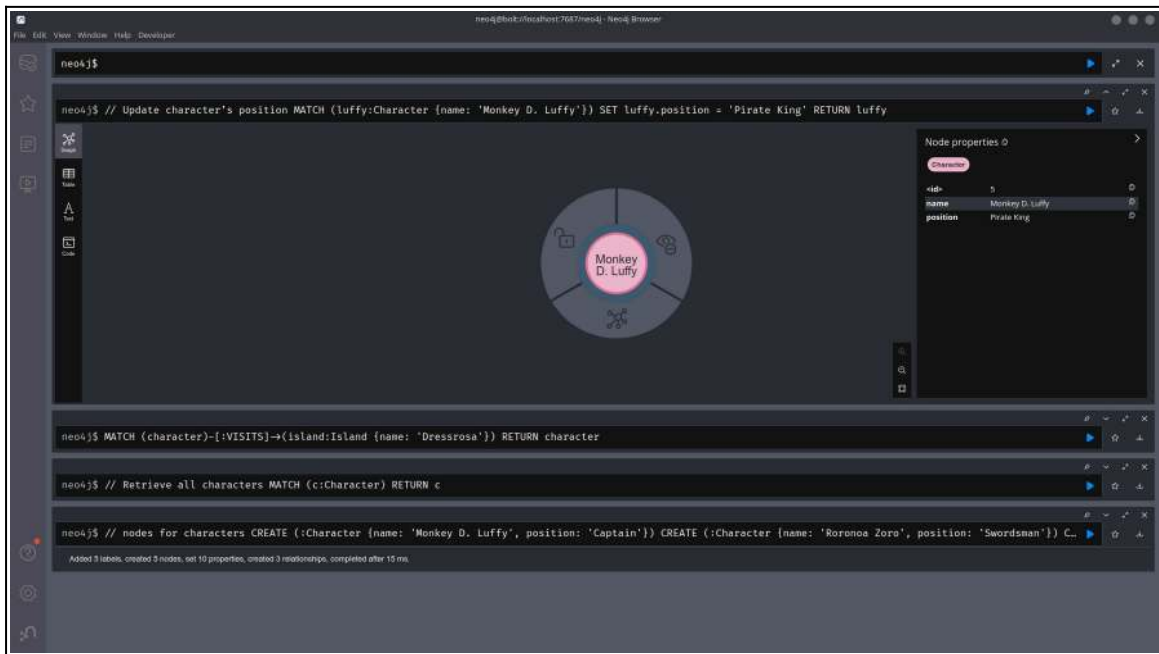 neo4j@bolt://localhost:7687/neo4j - Neo4j Browser
File Edit View Window Help Developer
neo4j$
neo4j$ // Update character's position MATCH (luffy:Character {name: 'Monkey D. Luffy'}) SET luffy.position = 'Pirate King' RETURN luffy
Graph
Table
Text
Code
Monkey
D. Luffy
Node properties
Character
<id> 5
name Monkey D. Luffy
position Pirate King
neo4j$ MATCH (character)-[:VISITS]→(island:Island {name: 'Dressrosa'}) RETURN character
neo4j$ // Retrieve all characters MATCH (c:Character) RETURN c
neo4j$ // nodes for characters CREATE (:Character {name: 'Monkey D. Luffy', position: 'Captain'}) CREATE (:Character {name: 'Roronoa Zoro', position: 'Swordsman'}) C…
Added 5 labels, created 5 nodes, set 10 properties, created 3 relationships, completed after 15 ms.